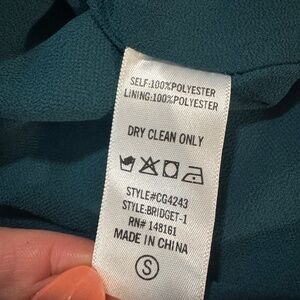 SELF:100%POLYESTER
LINING:100%POLYESTER
DRY CLEAN ONLY
STYLE#CG4243
STYLE:BRIDGET-1
RN# 148161
MADE IN CHINA
S